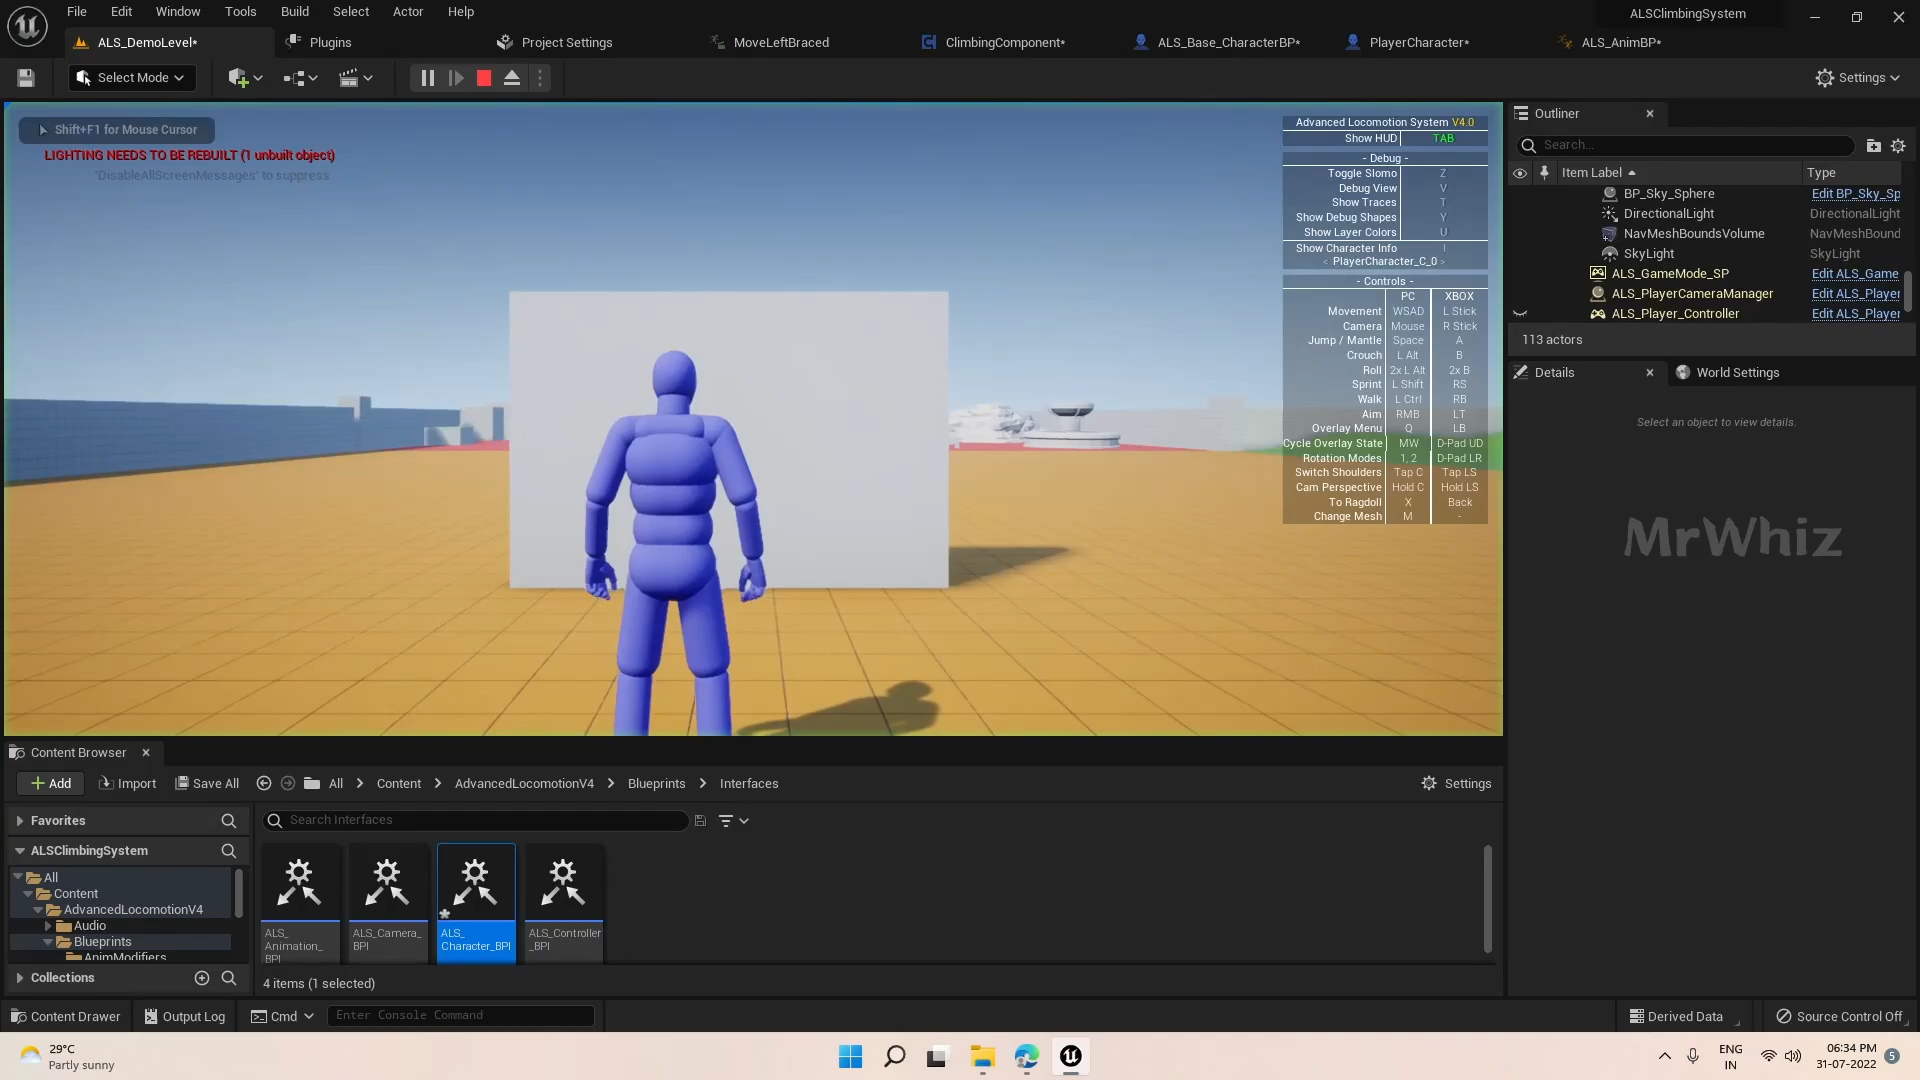 File Edit Window Tools Build Select Actor Help
ALSClimbingSystem
ALS_DemoLevel*
Plugins
Project Settings
MoveLeftBraced
ClimbingComponent*
ALS_Base_CharacterBP*
PlayerCharacter*
ALS_AnimBP*
Select Mode
Settings
Shift+F1 for Mouse Cursor
LIGHTING NEEDS TO BE REBUILT (1 unbuilt object)
'DisableAllScreenMessages' to suppress
Advanced Locomotion System V4.0
Show HUD TAB
- Debug -
Toggle Slomo Z
Debug View V
Show Traces T
Show Debug Shapes Y
Show Layer Colors U
Show Character Info I
< PlayerCharacter_C_0 >
- Controls -
PC XBOX
Movement WSAD L Stick
Camera Mouse R Stick
Jump / Mantle Space A
Crouch L Alt B
Roll 2x L Alt 2x B
Sprint L Shift RS
Walk L Ctrl RB
Aim RMB LT
Overlay Menu Q LB
Cycle Overlay State MW D-Pad UD
Rotation Modes 1, 2 D-Pad LR
Switch Shoulders Tap C Tap LS
Cam Perspective Hold C Hold LS
To Ragdoll X Back
Change Mesh M -
Outliner
Search...
Item Label Type
BP_Sky_Sphere Edit BP_Sky_Sp
DirectionalLight DirectionalLight
NavMeshBoundsVolume NavMeshBound
SkyLight SkyLight
ALS_GameMode_SP Edit ALS_Game
ALS_PlayerCameraManager Edit ALS_Player
ALS_Player_Controller Edit ALS_Player
113 actors
Details
World Settings
Select an object to view details.
MrWhiz
Content Browser
Add Import Save All All > Content > AdvancedLocomotionV4 > Blueprints > Interfaces
Settings
Favorites
Search Interfaces
ALSClimbingSystem
All
Content
AdvancedLocomotionV4
Audio
Blueprints
AnimModifiers
Collections
ALS_
Animation_
BPI
ALS_Camera_
BPI
ALS_
Character_BPI
ALS_Controller
_BPI
4 items (1 selected)
Content Drawer
Output Log
Cmd
Enter Console Command
Derived Data
Source Control Off
29°C
Partly sunny
ENG
IN
06:34 PM
31-07-2022
5